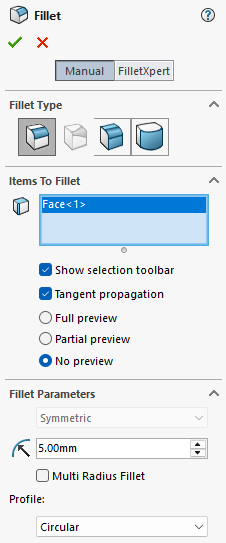 Fillet
Manual FilletXpert
Fillet Type
Items To Fillet
Face<1>
Show selection toolbar
Tangent propagation
Full preview
Partial preview
No preview
Fillet Parameters
Symmetric
5.00mm
Multi Radius Fillet
Profile:
Circular